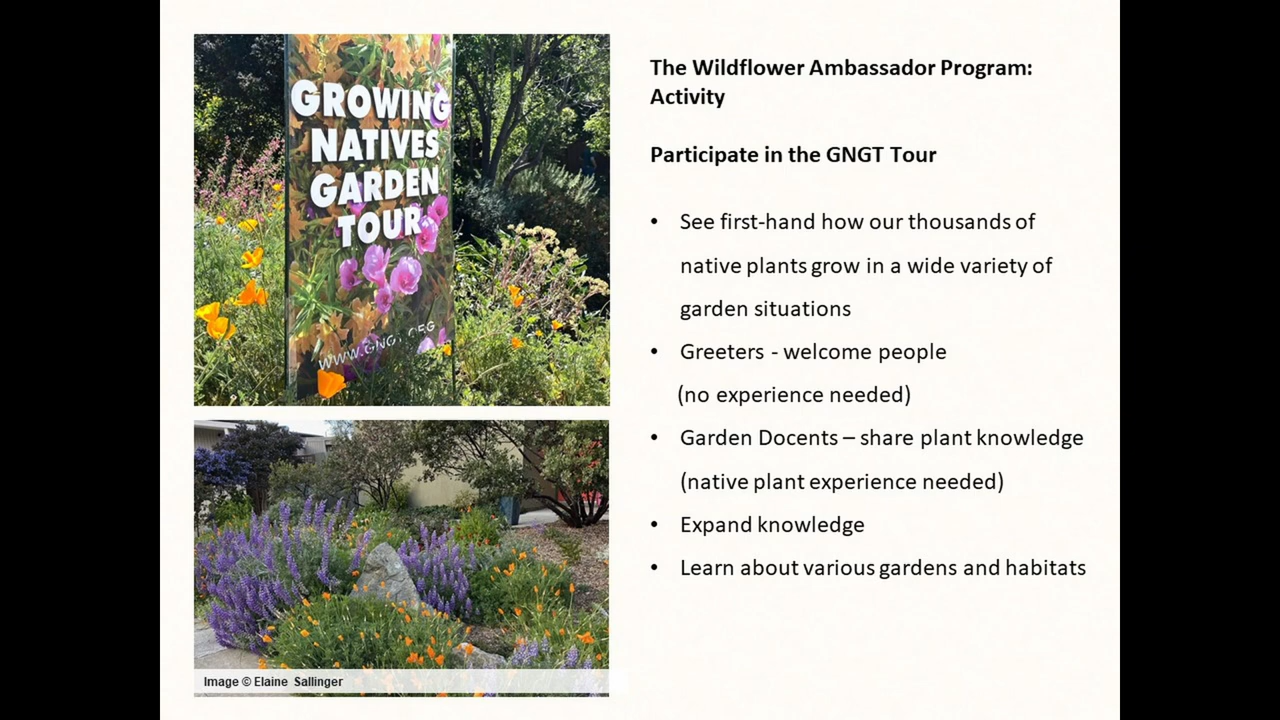 GROWING
NATIVES
GARDEN
TOUR
WWW.GNGT.ORG
Image © Elaine Sallinger
The Wildflower Ambassador Program:
Activity
Participate in the GNGT Tour
• See first-hand how our thousands of
native plants grow in a wide variety of
garden situations
• Greeters - welcome people
(no experience needed)
• Garden Docents – share plant knowledge
(native plant experience needed)
• Expand knowledge
• Learn about various gardens and habitats